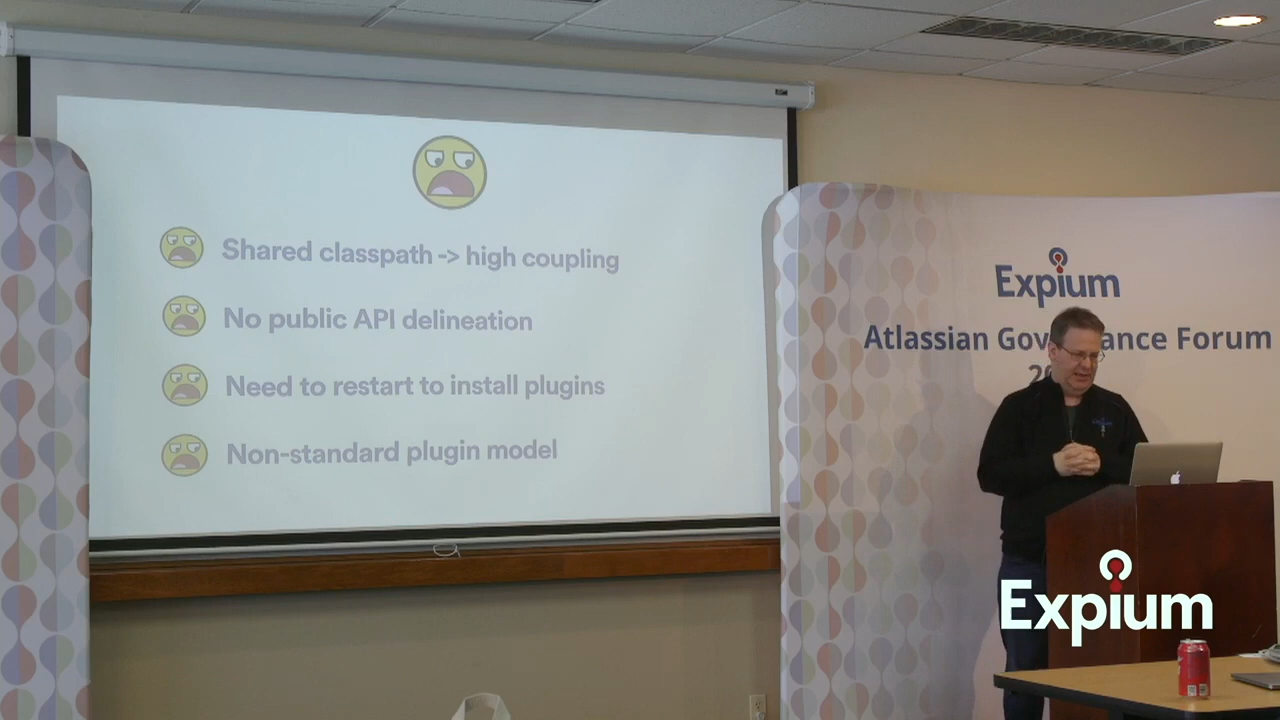 Shared classpath -> high coupling
No public API delineation
Need to restart to install plugins
Non-standard plugin model
Expium
Atlassian Gov ance Forum
20
Expium